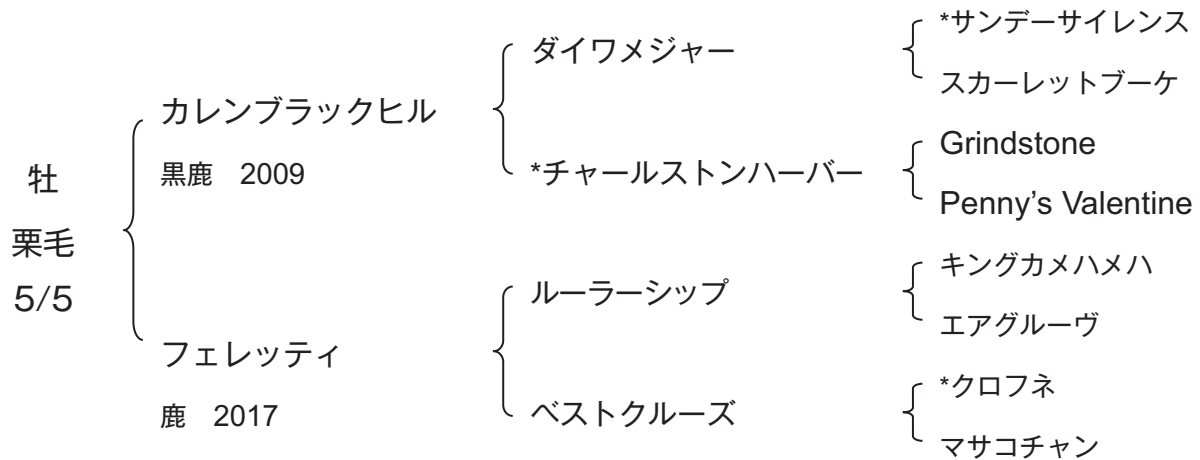 牡
栗毛
5/5
カレンブラックヒル
黒鹿　2009
フェレッティ
鹿　2017
ダイワメジャー
*チャールストンハーバー
ルーラーシップ
ベストクルーズ
*サンデーサイレンス
スカーレットブーケ
Grindstone
Penny's Valentine
キングカメハメハ
エアグルーヴ
*クロフネ
マサコチャン